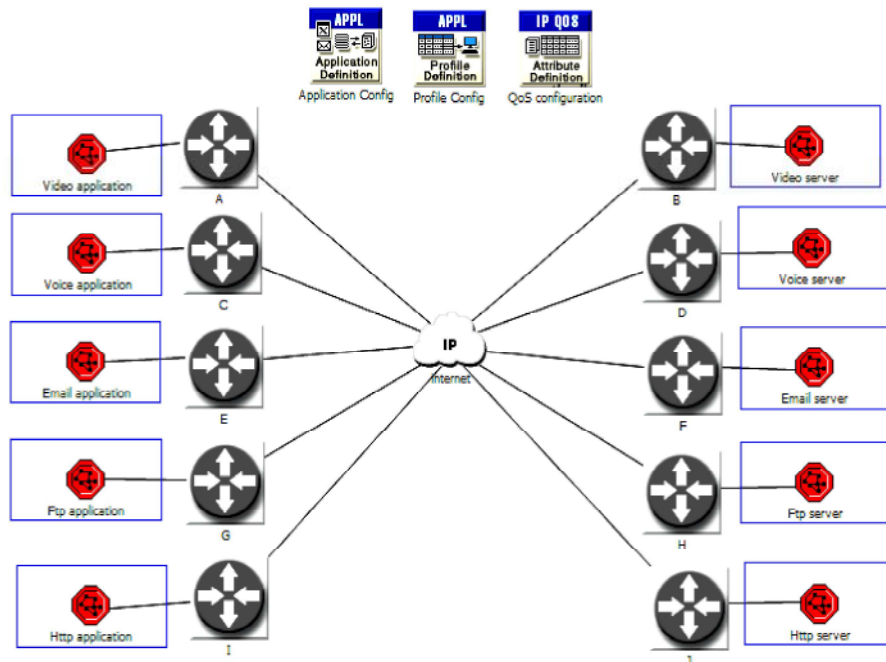 APPL
Application
Definition
Application Config
APPL
Profile
Definition
Profile Config
IP QOS
Attribute
Definition
QoS configuration
Video application
A
B
Video server
Voice application
C
D
Voice server
IP
Internet
Email application
E
F
Email server
Ftp application
G
H
Ftp server
Http application
I
Http server